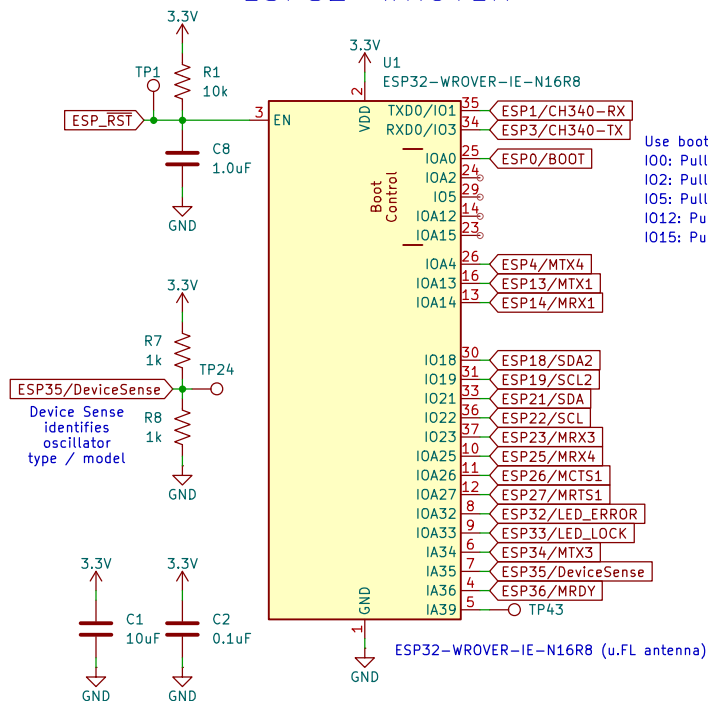 3.3V
TP1
R1
10k
ESP_RST
C8
1.0uF
GND
3.3V
U1
ESP32-WROVER-IE-N16R8
2
VDD
3
EN
TXD0/IO1 35 ESP1/CH340-RX
RXD0/IO3 34 ESP3/CH340-TX
IOA0 25 ESP0/BOOT
IOA2 24
IO5 29
IOA12 14
IOA15 23
Boot
Control
IOA4 26 ESP4/MTX4
IOA13 16 ESP13/MTX1
IOA14 13 ESP14/MRX1
IO18 30 ESP18/SDA2
IO19 31 ESP19/SCL2
IO21 33 ESP21/SDA
IO22 36 ESP22/SCL
IO23 37 ESP23/MRX3
IOA25 10 ESP25/MRX4
IOA26 11 ESP26/MCTS1
IOA27 12 ESP27/MRTS1
IOA32 8 ESP32/LED_ERROR
IOA33 9 ESP33/LED_LOCK
IA34 6 ESP34/MTX3
IA35 7 ESP35/DeviceSense
IA36 4 ESP36/MRDY
IA39 5 TP43
GND
1
GND
ESP32-WROVER-IE-N16R8 (u.FL antenna)
Use boot
IO0: Pull
IO2: Pull
IO5: Pull
IO12: Pu
IO15: Pu
3.3V
R7
1k
TP24
ESP35/DeviceSense
R8
1k
GND
Device Sense
identifies
oscillator
type / model
3.3V
C1
10uF
GND
3.3V
C2
0.1uF
GND